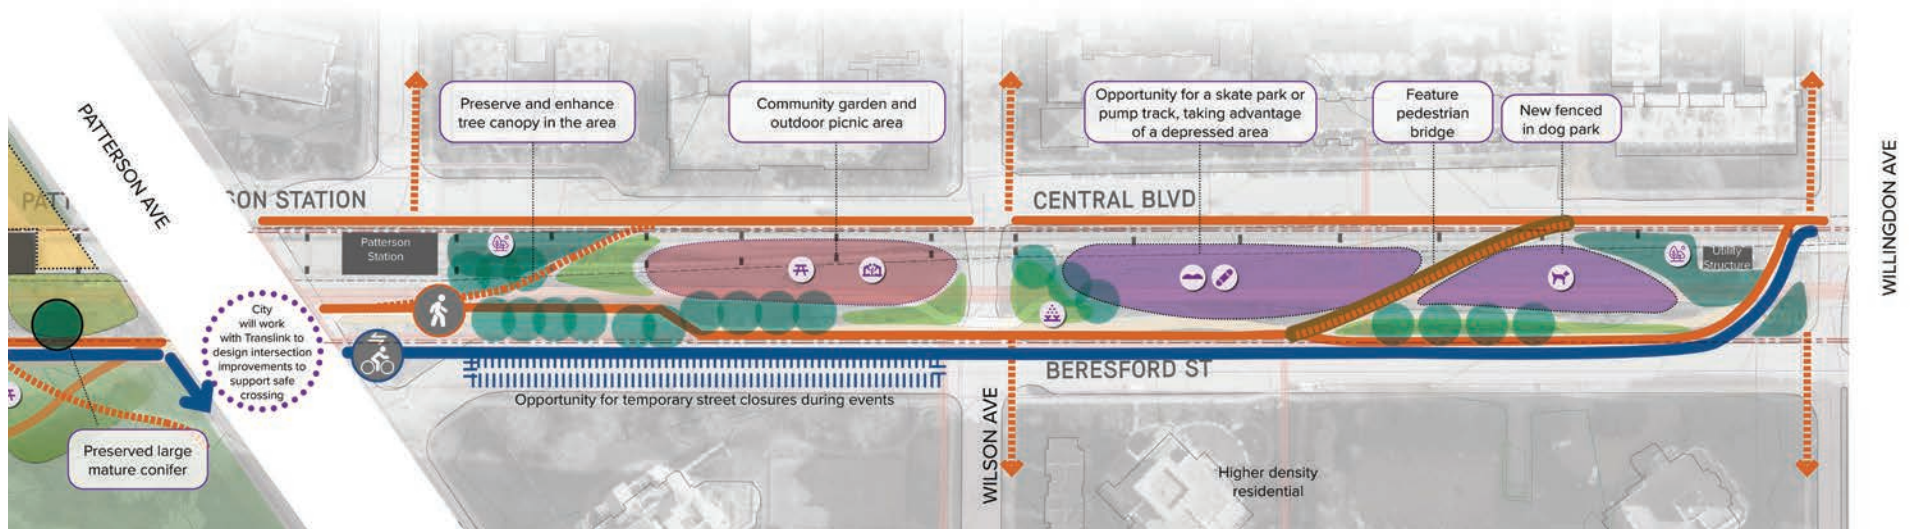 Preserve and enhance
tree canopy in the area
Community garden and
outdoor picnic area
Opportunity for a skate park or
pump track, taking advantage
of a depressed area
Feature
pedestrian
bridge
New fenced
in dog park
PATTERSON AVE
WILLINGDON AVE
PATT
SON STATION
CENTRAL BLVD
Patterson
Station
Utility
Structure
City
will work
with Translink to
design intersection
improvements to
support safe
crossing
BERESFORD ST
Opportunity for temporary street closures during events
WILSON AVE
Preserved large
mature conifer
Higher density
residential